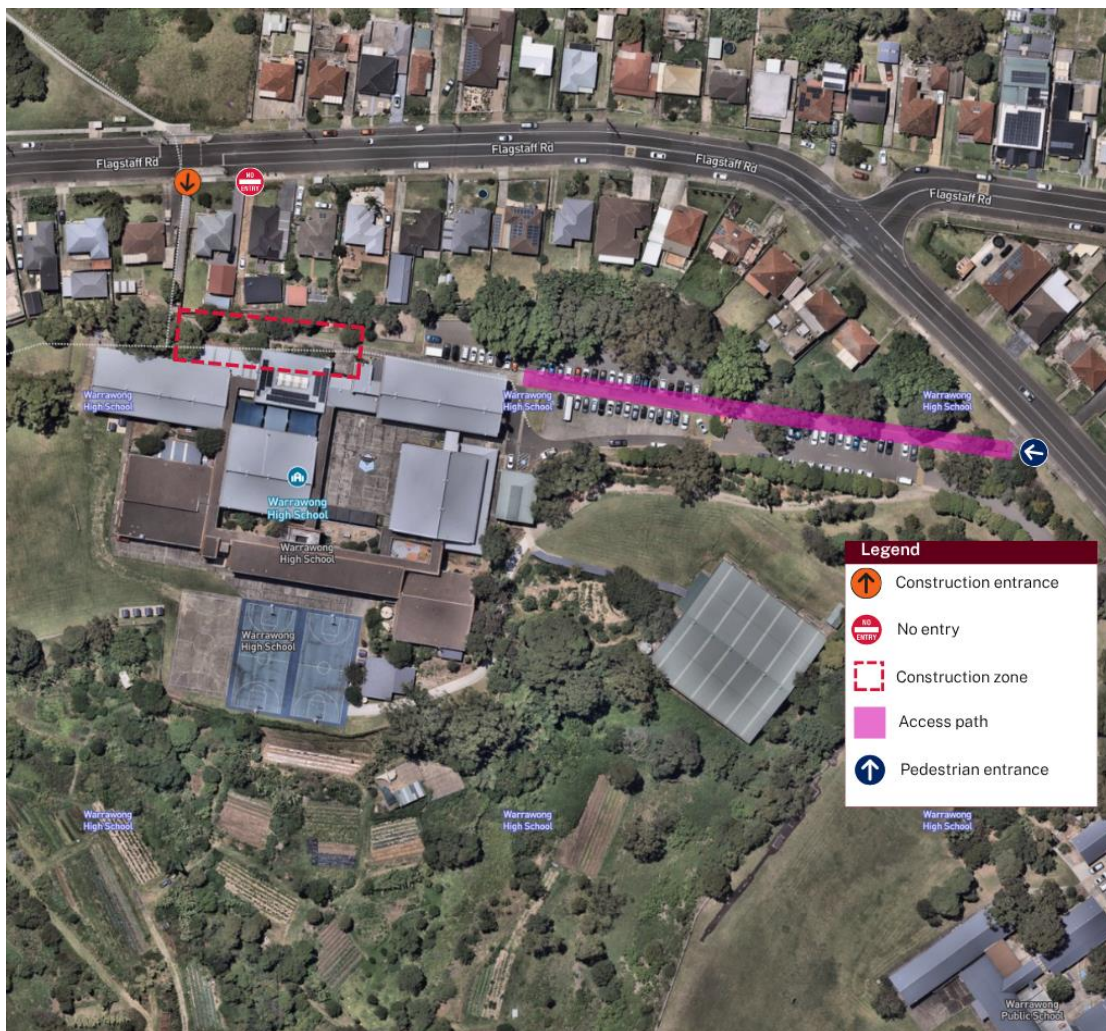 Flagstaff Rd
Flagstaff Rd
Flagstaff Rd
NO
ENTRY
Warrawong
High School
Warrawong
High School
Warrawong
High School
Warrawong
High School
Warrawong
High School
Warrawong
High School
Legend
Construction entrance
NO
ENTRY
No entry
Construction zone
Access path
Pedestrian entrance
Warrawong
High School
Warrawong
High School
Warrawong
High School
Warrawong
Public School